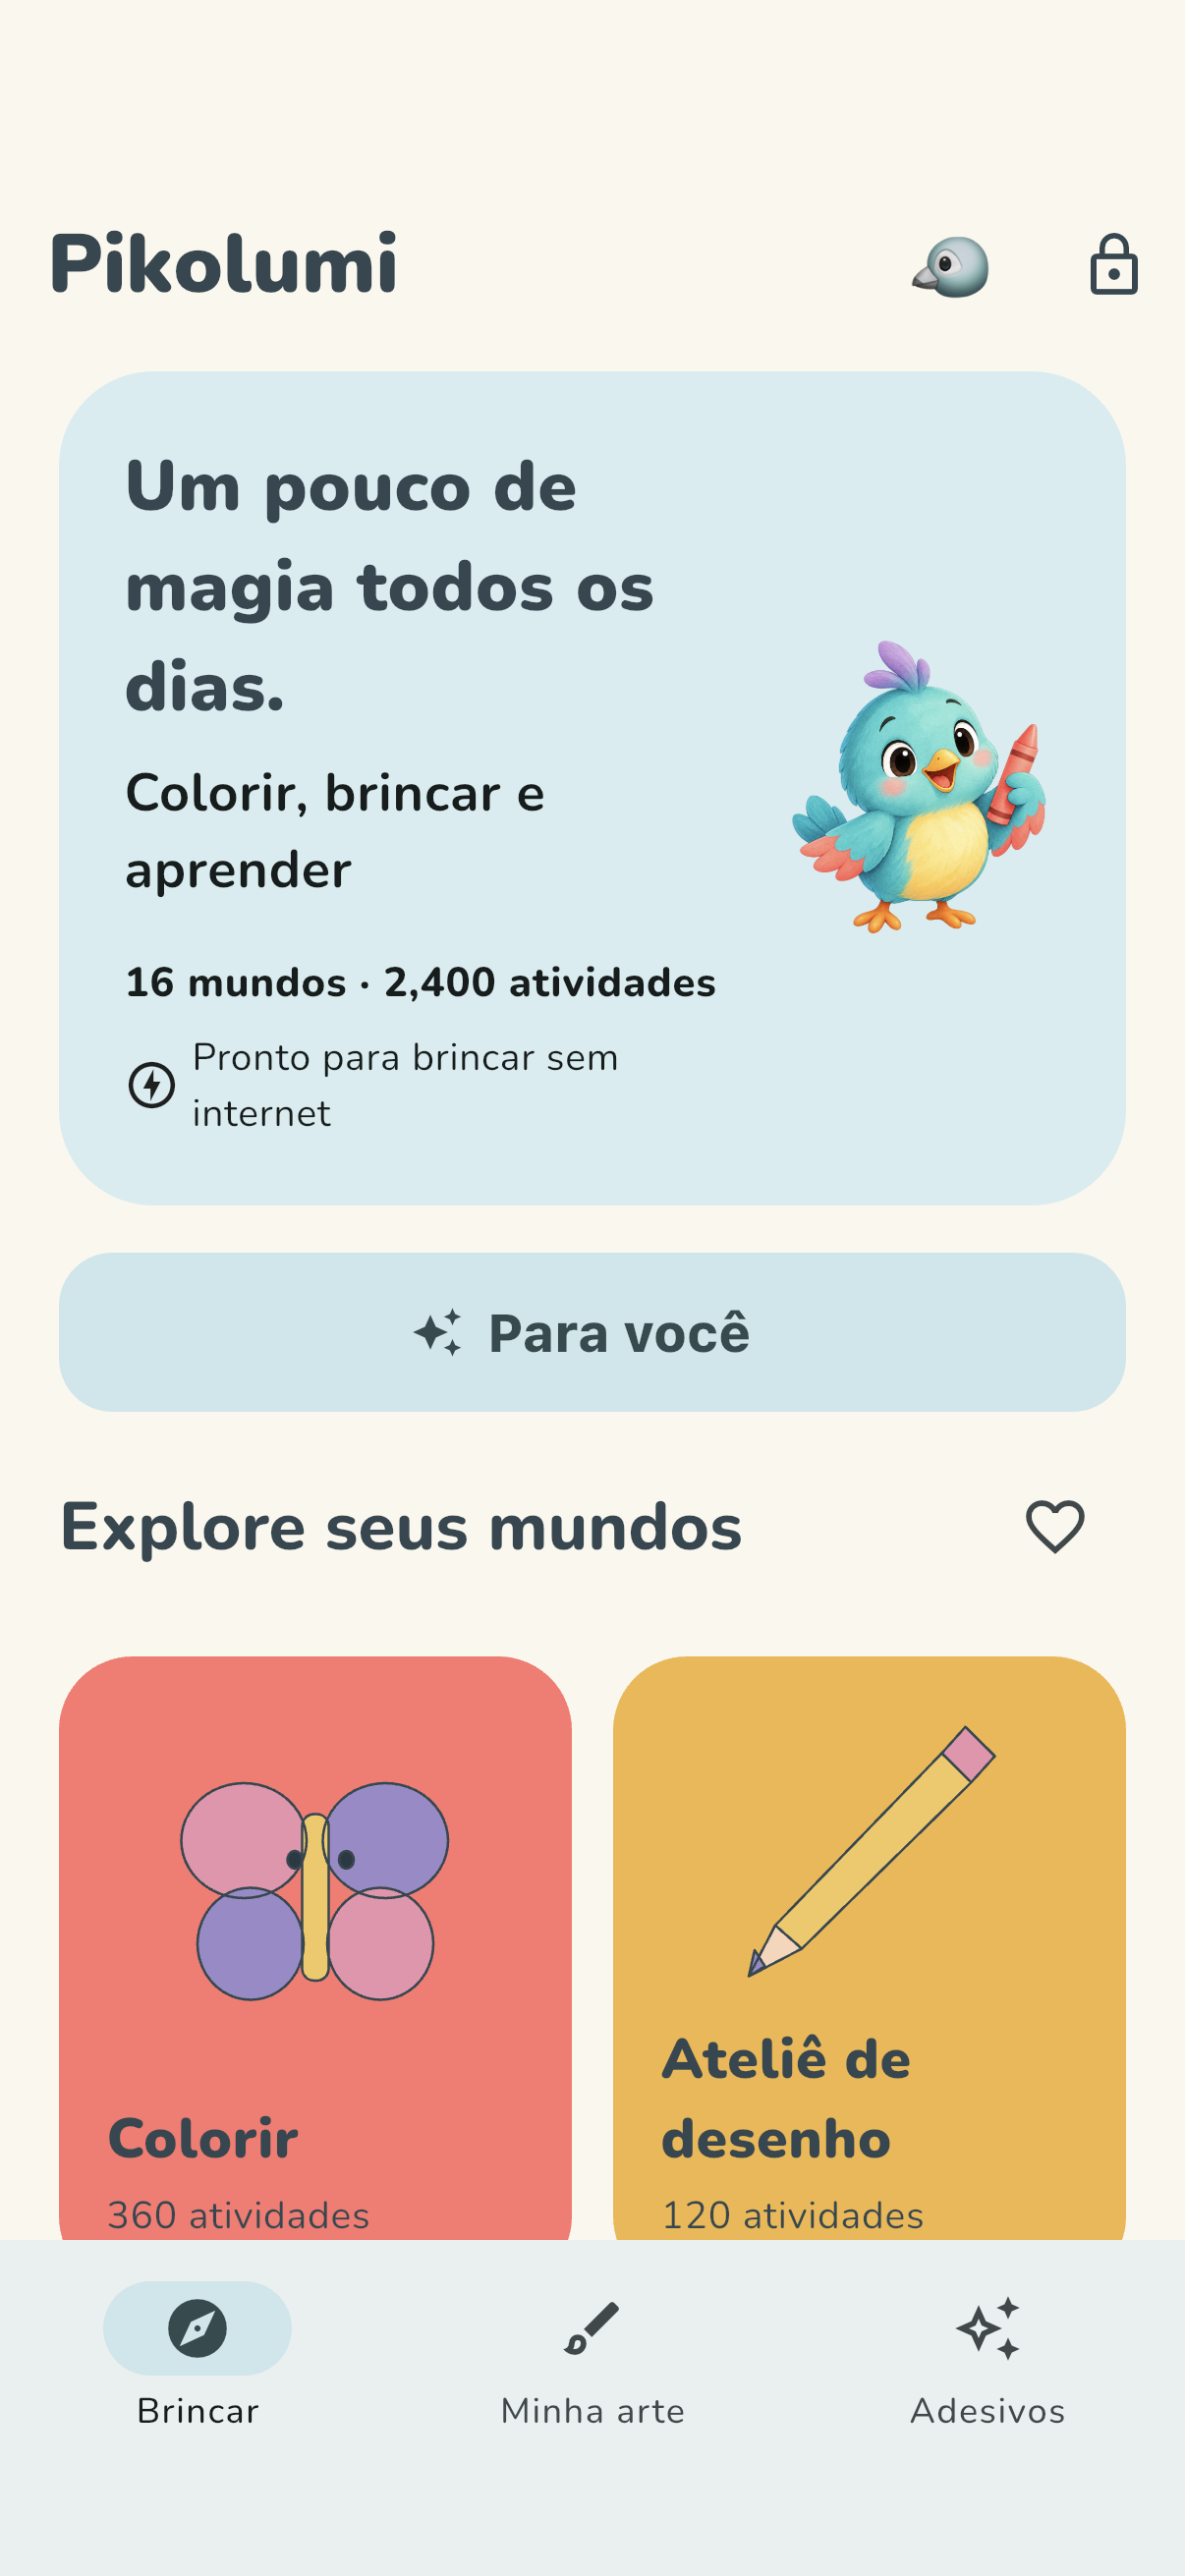 Pikolumi
Um pouco de
magia todos os
dias.
Colorir, brincar e
aprender
16 mundos · 2,400 atividades
Pronto para brincar sem
internet
Para você
Explore seus mundos
Colorir
360 atividades
Ateliê de
desenho
120 atividades
Brincar
Minha arte
Adesivos